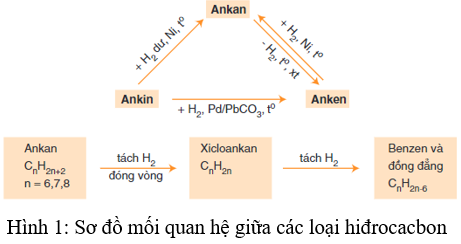 Ankan
+ H₂ dư, Ni, t⁰
+ H₂, Ni, t⁰
- H₂, t⁰, xt
Ankin
Anken
+ H₂, Pd/PbCO₃, t⁰
Ankan
CₙH₂ₙ₊₂
n = 6,7,8
tách H₂
đóng vòng
Xicloankan
CₙH₂ₙ
tách H₂
Benzen và
đồng đẳng
CₙH₂ₙ₋₆
Hình 1: Sơ đồ mối quan hệ giữa các loại hiđrocacbon